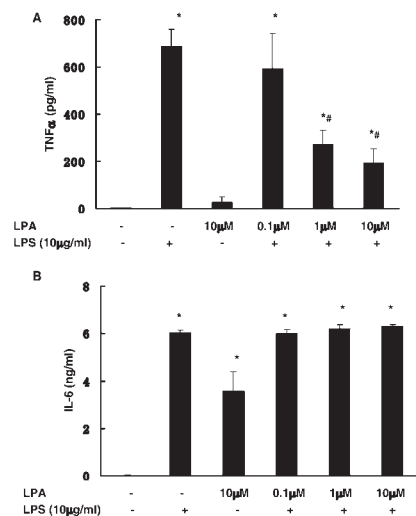 A
800
*
*
600
TNFα (pg/ml)
400
*#
*#
200
0
LPA - - 10μM 0.1μM 1μM 10μM
LPS (10μg/ml) - + - + + +
B
8
* * * *
6
*
IL-6 (ng/ml)
4
2
0
LPA - - 10μM 0.1μM 1μM 10μM
LPS (10μg/ml) - + - + + +